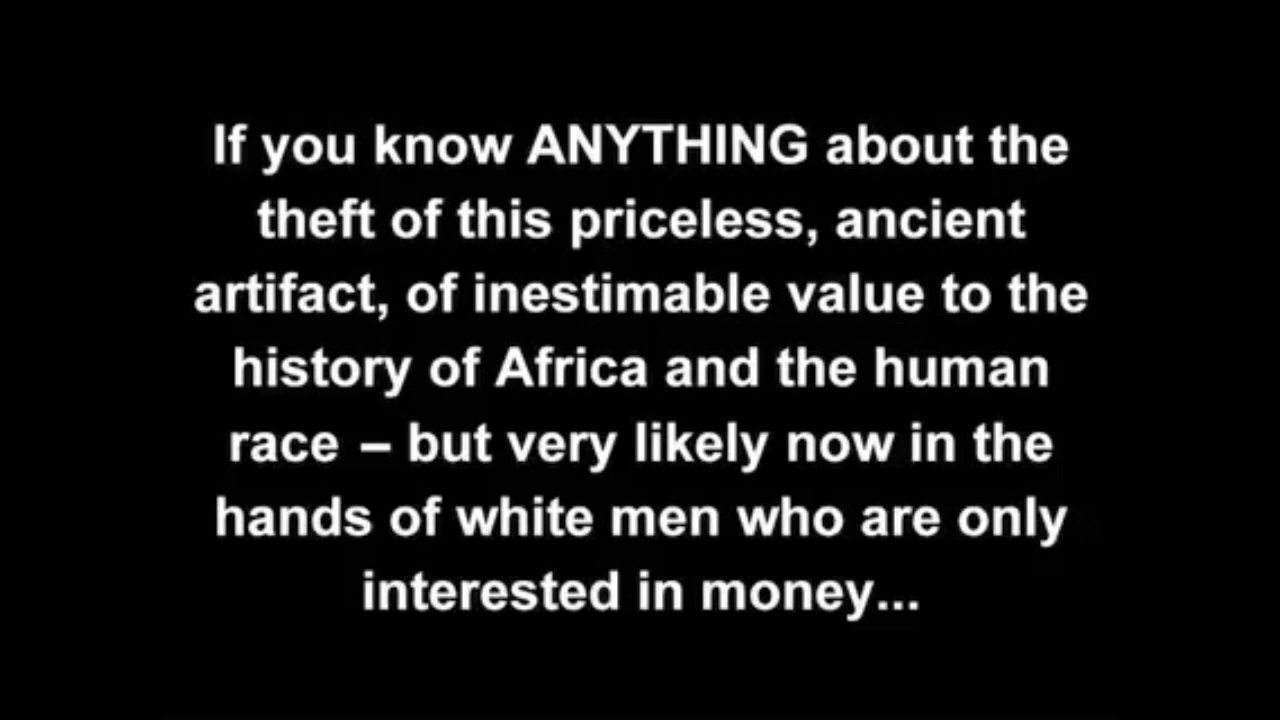 If you know ANYTHING about the
theft of this priceless, ancient
artifact, of inestimable value to the
history of Africa and the human
race – but very likely now in the
hands of white men who are only
interested in money...